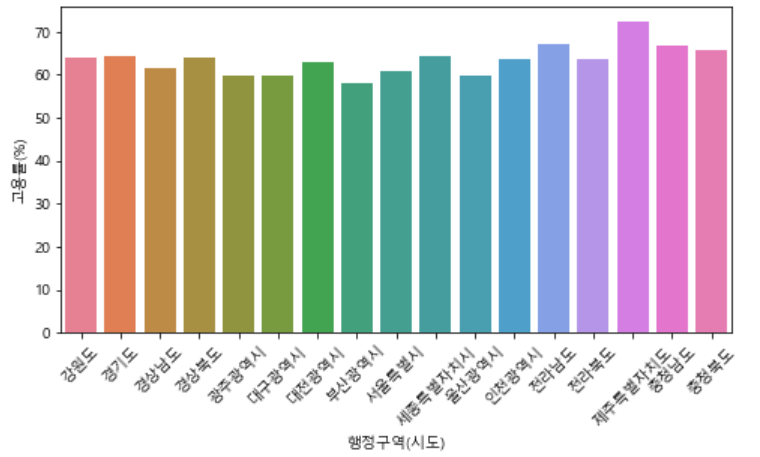 고용률(%)
70
60
50
40
30
20
10
0
강원도
경기도
경상남도
경상북도
광주광역시
대구광역시
대전광역시
부산광역시
서울특별시
세종특별자치시
울산광역시
인천광역시
전라남도
전라북도
제주특별자치도
충청남도
충청북도
행정구역(시도)